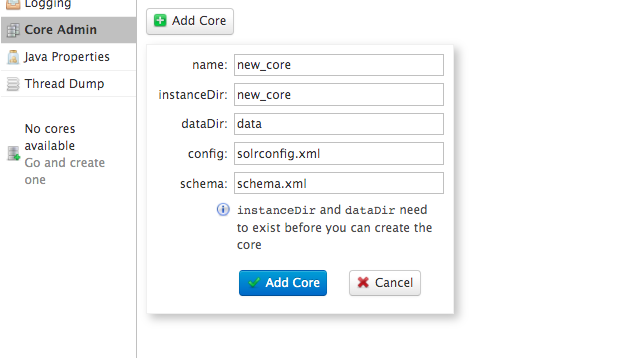 Logging
Core Admin
Java Properties
Thread Dump
No cores
available
Go and create
one
Add Core
name: new_core
instanceDir: new_core
dataDir: data
config: solrconfig.xml
schema: schema.xml
instanceDir and dataDir need
to exist before you can create the
core
Add Core
Cancel